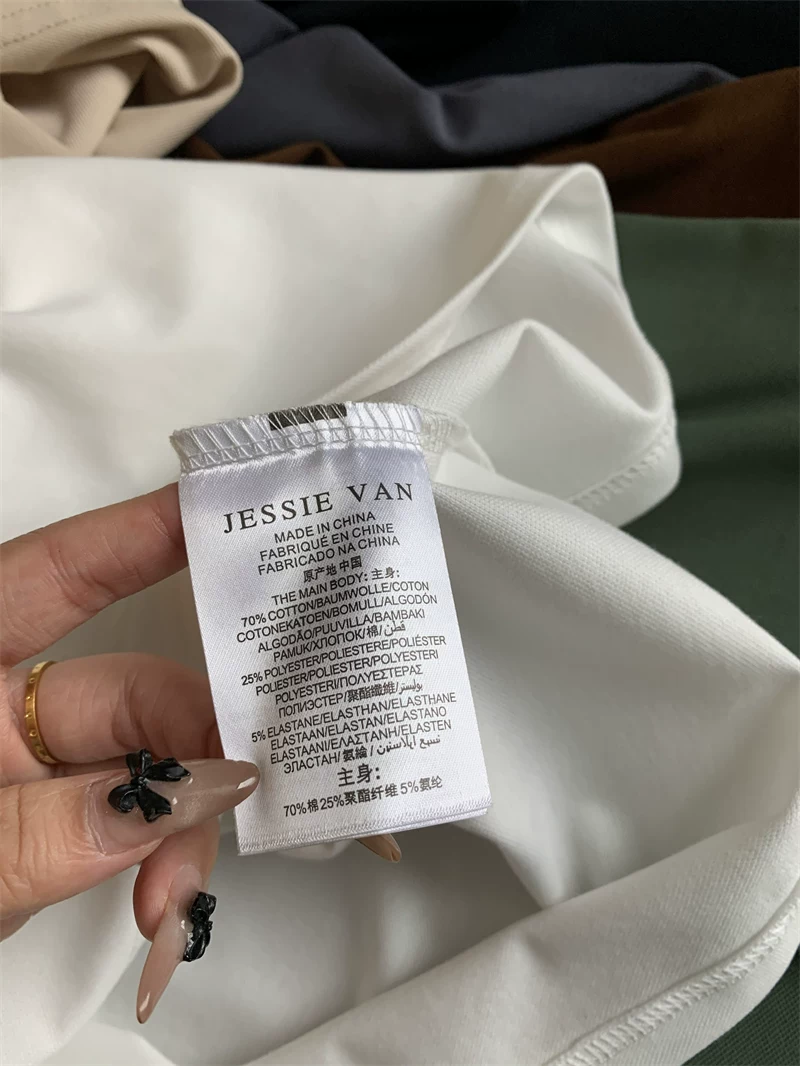 JESSIE VAN
MADE IN CHINA
FABRIQUÉ EN CHINE
FABRICADO NA CHINA
原产地 中国
THE MAIN BODY: 主身:
70% COTTON/BAUMWOLLE/COTON
COTONEKATOEN/BOMULL/ALGODÓN
ALGODÃO/PUUVILLA/BAMBAKI
PAMUK/ХЛОПОК/棉/قطن
25% POLYESTER/POLIESTERE/POLIÉSTER
POLIESTER/POLIESTER/POLYESTERI
POLYESTERİ/ΠΟΛΥΕΣΤΕΡΑΣ
ПОЛИЭСТЕР/聚酯纖維/بوليستر
5% ELASTANE/ELASTHAN/ELASTHANE
ELASTAAN/ELASTAN/ELASTANO
ELASTAANI/ΕΛΑΣΤΑΝΗ/ELASTEN
ЭЛАСТАН/氨綸/نسيج ايلاستون
主身:
70%棉25%聚酯纤维5%氨纶